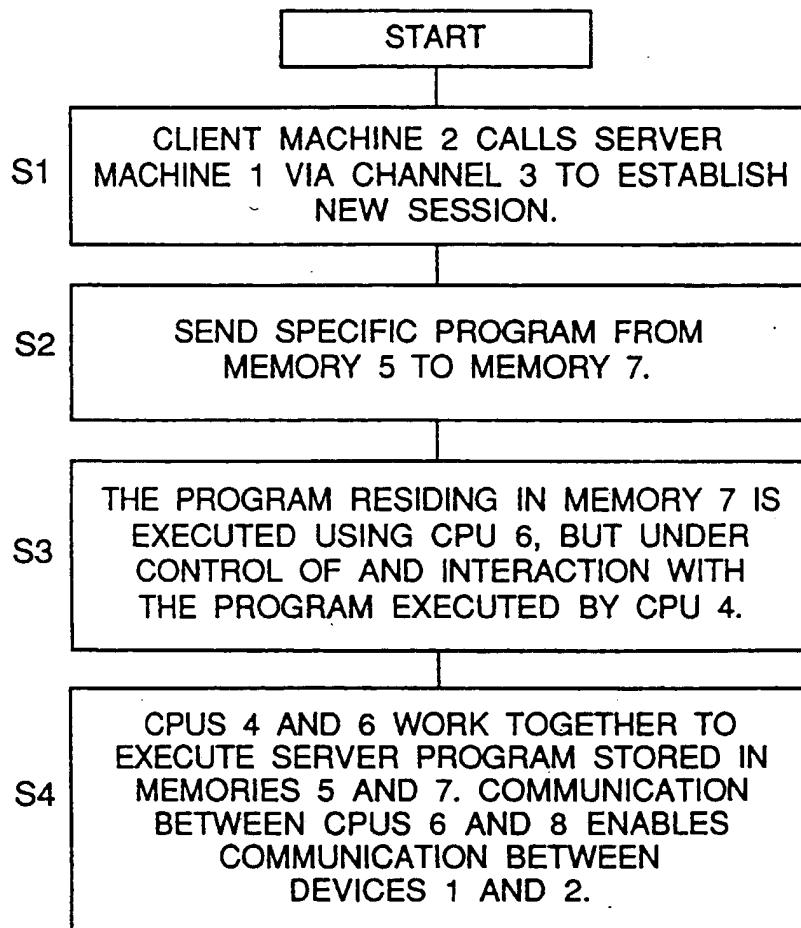 START
S1
CLIENT MACHINE 2 CALLS SERVER
MACHINE 1 VIA CHANNEL 3 TO ESTABLISH
NEW SESSION.
S2
SEND SPECIFIC PROGRAM FROM
MEMORY 5 TO MEMORY 7.
S3
THE PROGRAM RESIDING IN MEMORY 7 IS
EXECUTED USING CPU 6, BUT UNDER
CONTROL OF AND INTERACTION WITH
THE PROGRAM EXECUTED BY CPU 4.
S4
CPUS 4 AND 6 WORK TOGETHER TO
EXECUTE SERVER PROGRAM STORED IN
MEMORIES 5 AND 7. COMMUNICATION
BETWEEN CPUS 6 AND 8 ENABLES
COMMUNICATION BETWEEN
DEVICES 1 AND 2.